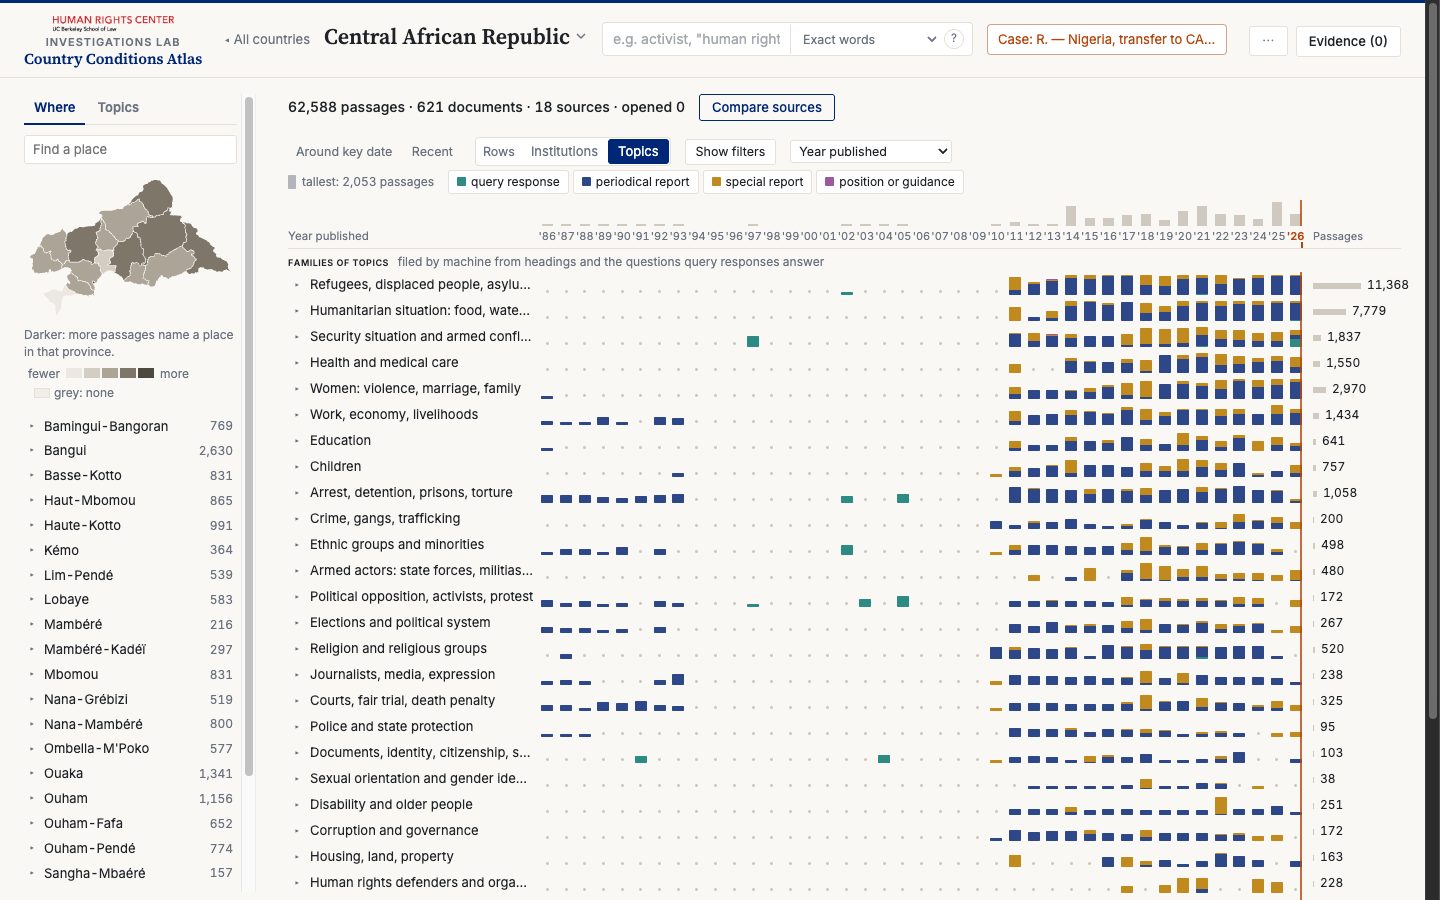 HUMAN RIGHTS CENTER
UC Berkeley School of Law
INVESTIGATIONS LAB
Country Conditions Atlas
All countries
Central African Republic
e.g. activist, "human right
Exact words
?
Case: R. — Nigeria, transfer to CA...
...
Evidence (0)
Where
Topics
Find a place
Darker: more passages name a place
in that province.
fewer
more
grey: none
Bamingui-Bangoran 769
Bangui 2,630
Basse-Kotto 831
Haut-Mbomou 865
Haute-Kotto 991
Kémo 364
Lim-Pendé 539
Lobaye 583
Mambéré 216
Mambéré-Kadéï 297
Mbomou 831
Nana-Grébizi 519
Nana-Mambéré 800
Ombella-M'Poko 577
Ouaka 1,341
Ouham 1,156
Ouham-Fafa 652
Ouham-Pendé 774
Sangha-Mbaéré 157
62,588 passages · 621 documents · 18 sources · opened 0
Compare sources
Around key date
Recent
Rows
Institutions
Topics
Show filters
Year published
tallest: 2,053 passages
query response
periodical report
special report
position or guidance
Year published
'86 '87 '88 '89 '90 '91 '92 '93 '94 '95 '96 '97 '98 '99 '00 '01 '02 '03 '04 '05 '06 '07 '08 '09 '10 '11 '12 '13 '14 '15 '16 '17 '18 '19 '20 '21 '22 '23 '24 '25 '26
Passages
FAMILIES OF TOPICS filed by machine from headings and the questions query responses answer
Refugees, displaced people, asylu... 11,368
Humanitarian situation: food, wate... 7,779
Security situation and armed confl... 1,837
Health and medical care 1,550
Women: violence, marriage, family 2,970
Work, economy, livelihoods 1,434
Education 641
Children 757
Arrest, detention, prisons, torture 1,058
Crime, gangs, trafficking 200
Ethnic groups and minorities 498
Armed actors: state forces, militias... 480
Political opposition, activists, protest 172
Elections and political system 267
Religion and religious groups 520
Journalists, media, expression 238
Courts, fair trial, death penalty 325
Police and state protection 95
Documents, identity, citizenship, s... 103
Sexual orientation and gender ide... 38
Disability and older people 251
Corruption and governance 172
Housing, land, property 163
Human rights defenders and orga... 228